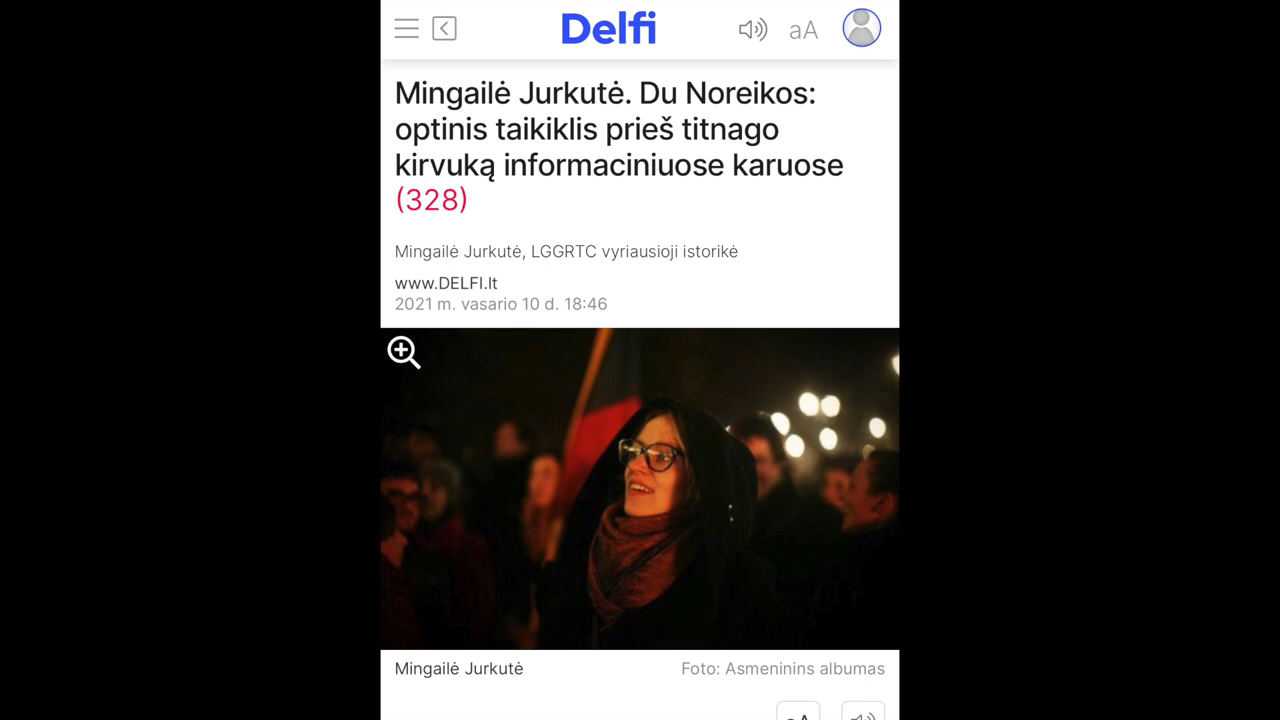 Delfi
aA
Mingailė Jurkutė. Du Noreikos:
optinis taikiklis prieš titnago
kirvuką informaciniuose karuose
(328)
Mingailė Jurkutė, LGGRTC vyriausioji istorikė
www.DELFI.lt
2021 m. vasario 10 d. 18:46
Mingailė Jurkutė
Foto: Asmeninins albumas
aA